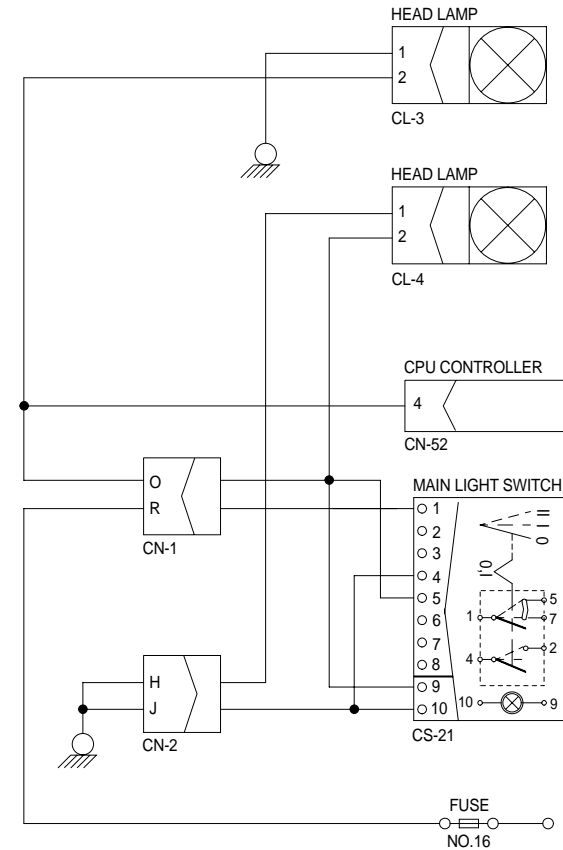 HEAD LAMP
1
2
CL-3
HEAD LAMP
1
2
CL-4
CPU CONTROLLER
4
CN-52
O
R
CN-1
MAIN LIGHT SWITCH
1
2
3
4
5
6
7
8
9
10
II
I
0
0,I
5
1
7
2
4
10
9
CS-21
H
J
CN-2
FUSE
NO.16